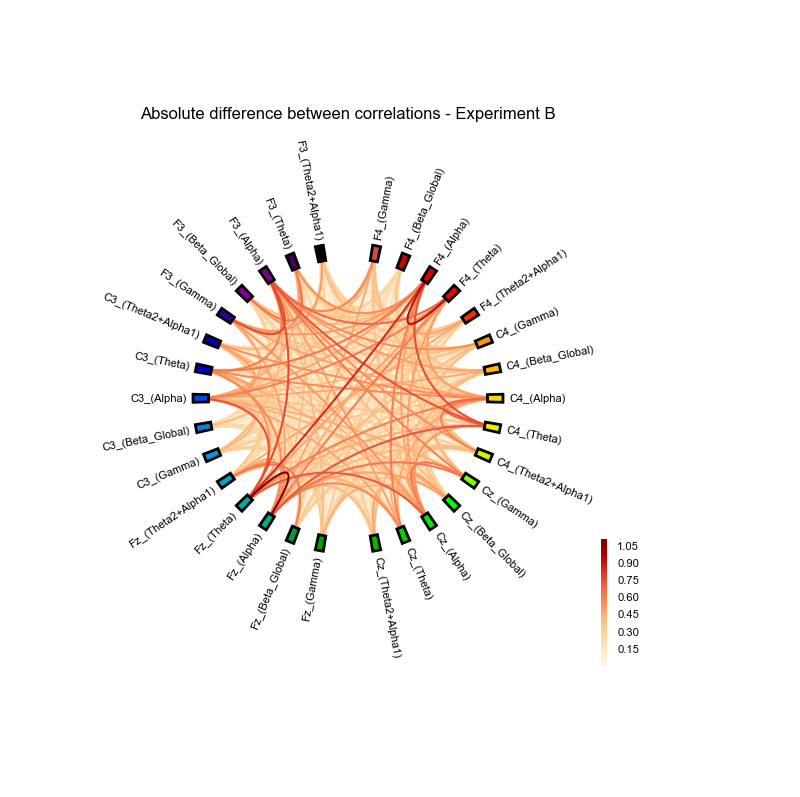 Absolute difference between correlations - Experiment B
F3_(Theta2+Alpha1)
F3_(Theta)
F3_(Alpha)
F3_(Beta_Global)
F3_(Gamma)
C3_(Theta2+Alpha1)
C3_(Theta)
C3_(Alpha)
C3_(Beta_Global)
C3_(Gamma)
Fz_(Theta2+Alpha1)
Fz_(Theta)
Fz_(Alpha)
Fz_(Beta_Global)
Fz_(Gamma)
Cz_(Theta2+Alpha1)
Cz_(Theta)
Cz_(Alpha)
Cz_(Beta_Global)
Cz_(Gamma)
C4_(Theta2+Alpha1)
C4_(Theta)
C4_(Alpha)
C4_(Beta_Global)
C4_(Gamma)
F4_(Theta2+Alpha1)
F4_(Theta)
F4_(Alpha)
F4_(Beta_Global)
F4_(Gamma)
1.05
0.90
0.75
0.60
0.45
0.30
0.15